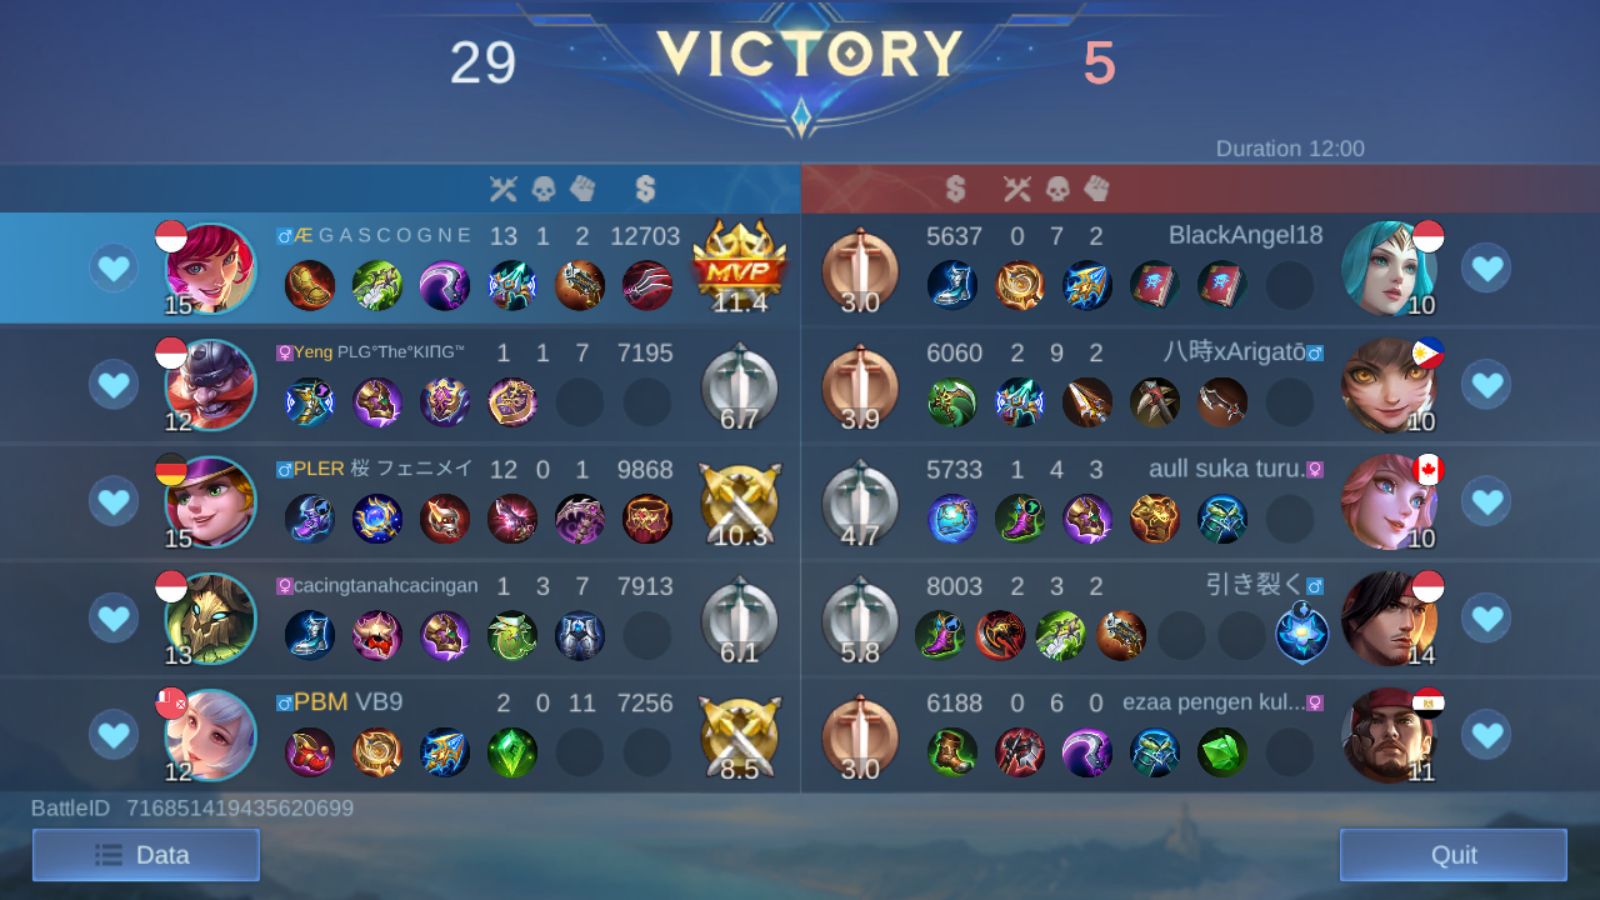 29 VICTORY 5
Duration 12:00
Æ G A S C O G N E 13 1 2 12703
15
MVP
11.4
3.0
5637 0 7 2 BlackAngel18
10
Yeng PLG°The°KIПG™ 1 1 7 7195
12
6.7
3.9
6060 2 9 2 八時xArigatō
10
PLER 桜 フェニメイ 12 0 1 9868
15
10.3
4.7
5733 1 4 3 aull suka turu.
10
cacingtanahcacingan 1 3 7 7913
13
6.1
5.8
8003 2 3 2 引き裂く
14
PBM VB9 2 0 11 7256
12
8.5
3.0
6188 0 6 0 ezaa pengen kul...
11
BattleID 716851419435620699
Data
Quit